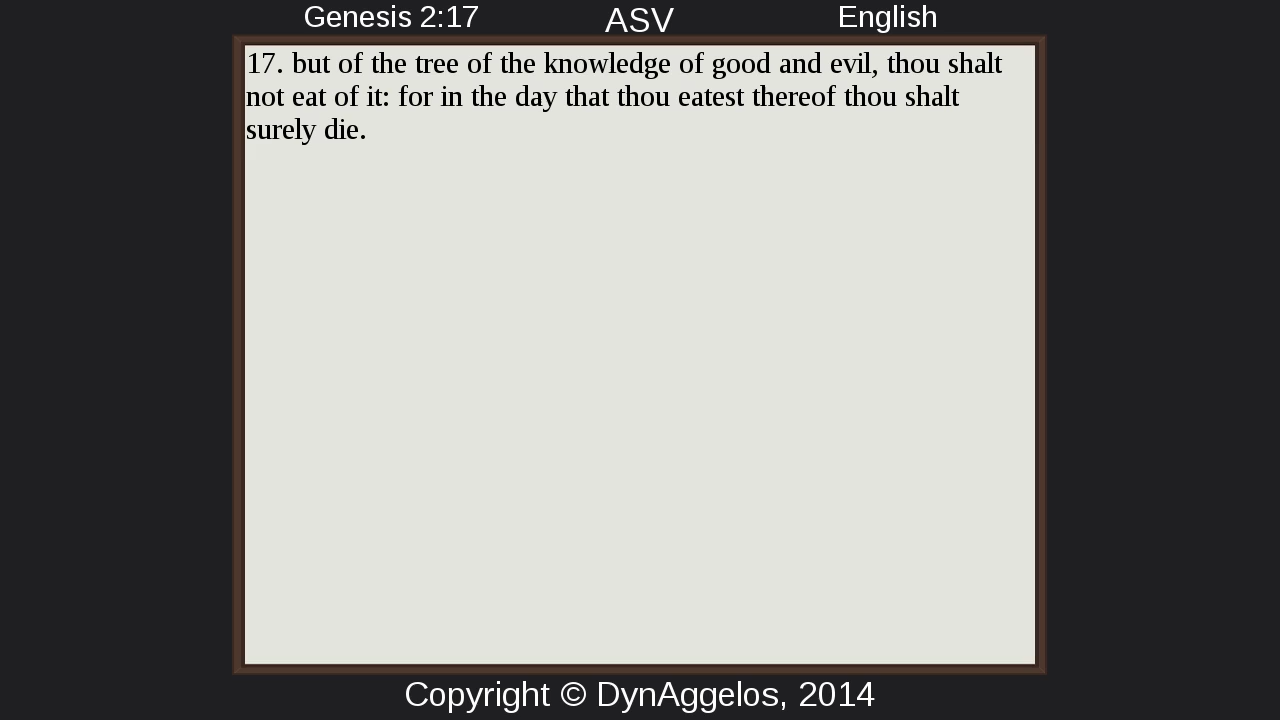 Genesis 2:17 ASV English
17. but of the tree of the knowledge of good and evil, thou shalt
not eat of it: for in the day that thou eatest thereof thou shalt
surely die.
Copyright © DynAggelos, 2014